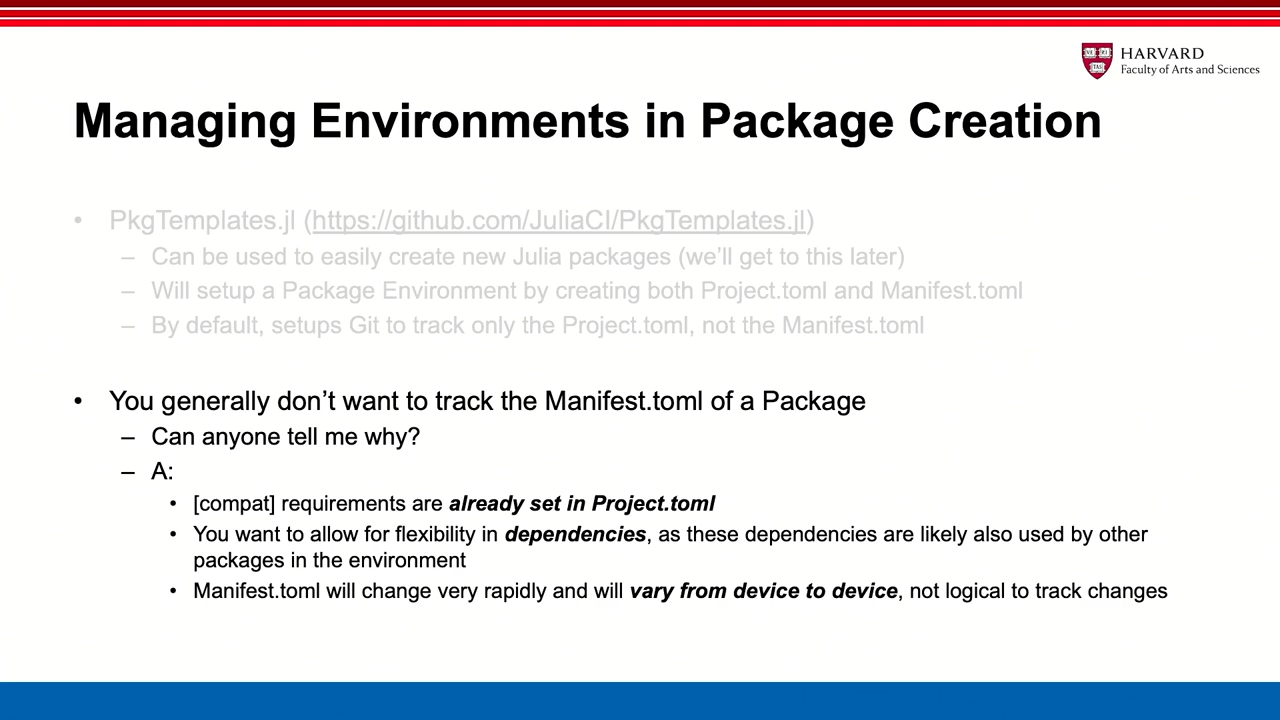 HARVARD
Faculty of Arts and Sciences
Managing Environments in Package Creation
• PkgTemplates.jl (https://github.com/JuliaCI/PkgTemplates.jl)
– Can be used to easily create new Julia packages (we’ll get to this later)
– Will setup a Package Environment by creating both Project.toml and Manifest.toml
– By default, setups Git to track only the Project.toml, not the Manifest.toml
• You generally don’t want to track the Manifest.toml of a Package
– Can anyone tell me why?
– A:
• [compat] requirements are already set in Project.toml
• You want to allow for flexibility in dependencies, as these dependencies are likely also used by other
packages in the environment
• Manifest.toml will change very rapidly and will vary from device to device, not logical to track changes